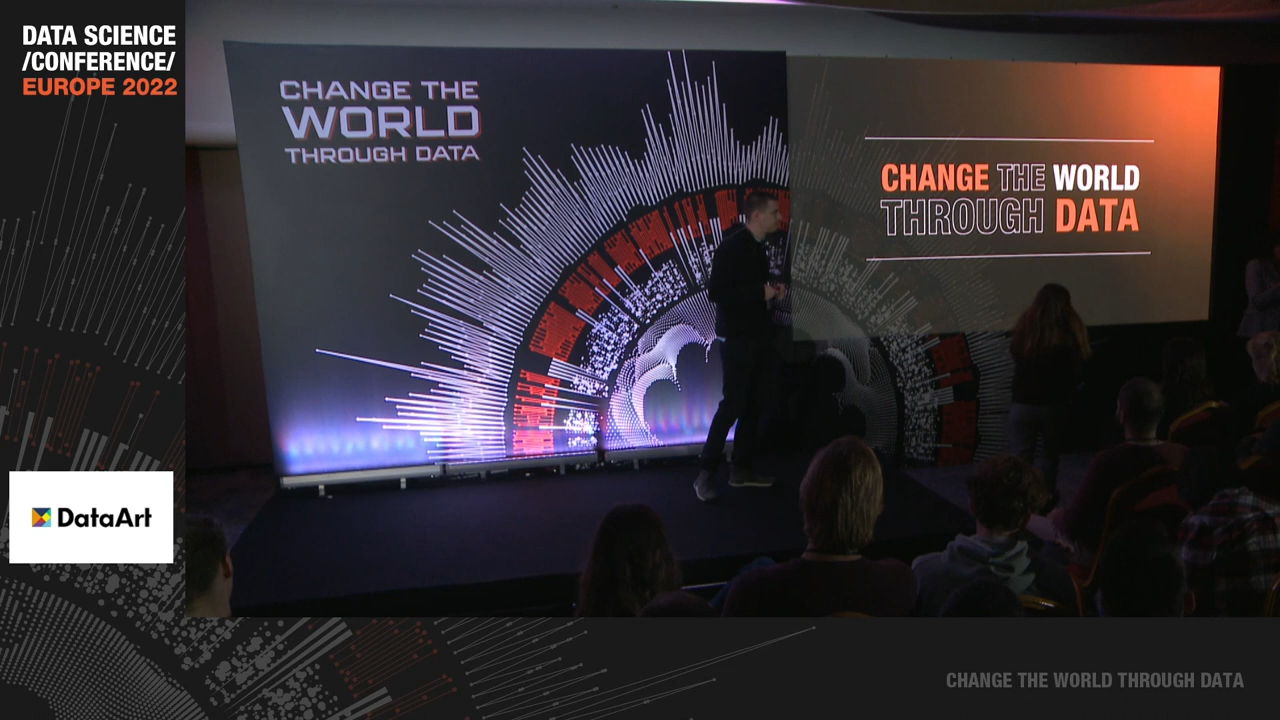 DATA SCIENCE
/CONFERENCE/
EUROPE 2022
CHANGE THE
WORLD
THROUGH DATA
CHANGE THE WORLD
THROUGH DATA
DataArt
CHANGE THE WORLD THROUGH DATA